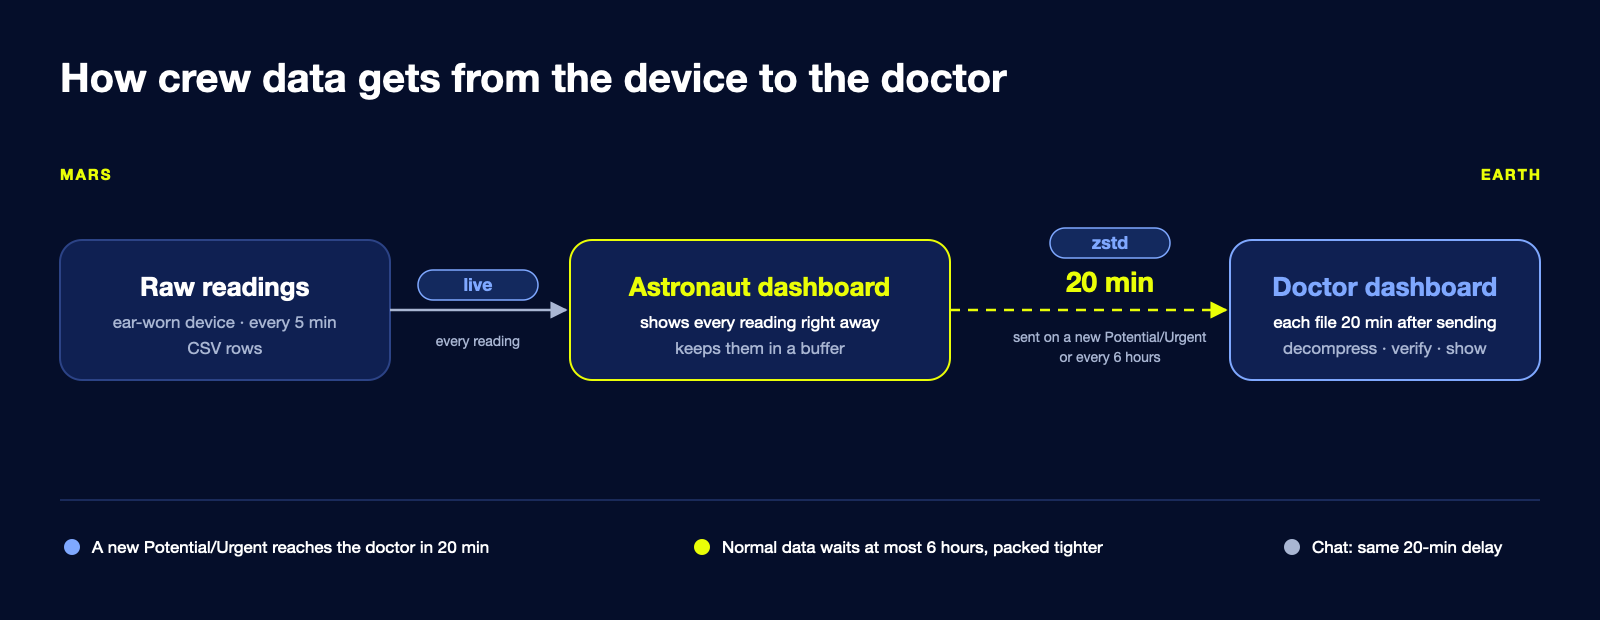 How crew data gets from the device to the doctor
MARS
EARTH
Raw readings
ear-worn device · every 5 min
CSV rows
live
every reading
Astronaut dashboard
shows every reading right away
keeps them in a buffer
zstd
20 min
sent on a new Potential/Urgent
or every 6 hours
Doctor dashboard
each file 20 min after sending
decompress · verify · show
A new Potential/Urgent reaches the doctor in 20 min
Normal data waits at most 6 hours, packed tighter
Chat: same 20-min delay